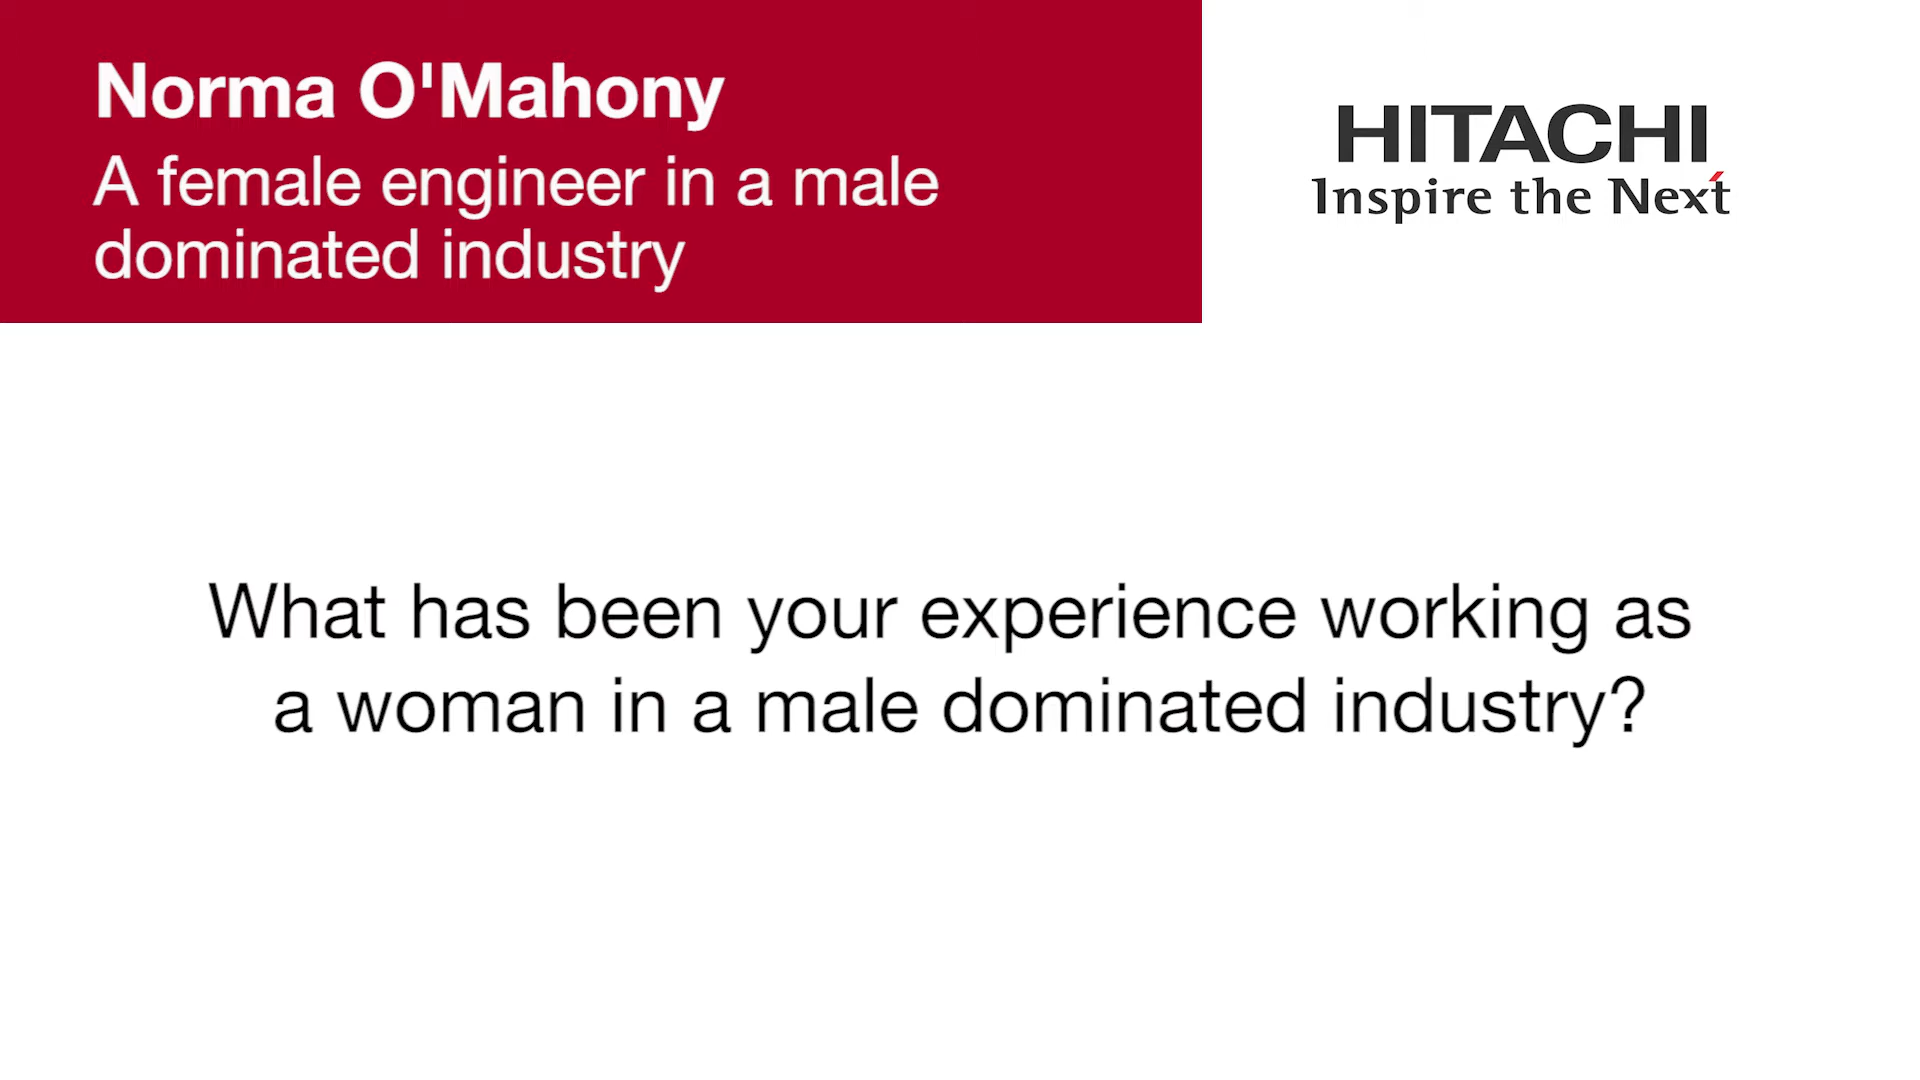 Norma O'Mahony
A female engineer in a male
dominated industry
HITACHI
Inspire the Next
What has been your experience working as
a woman in a male dominated industry?